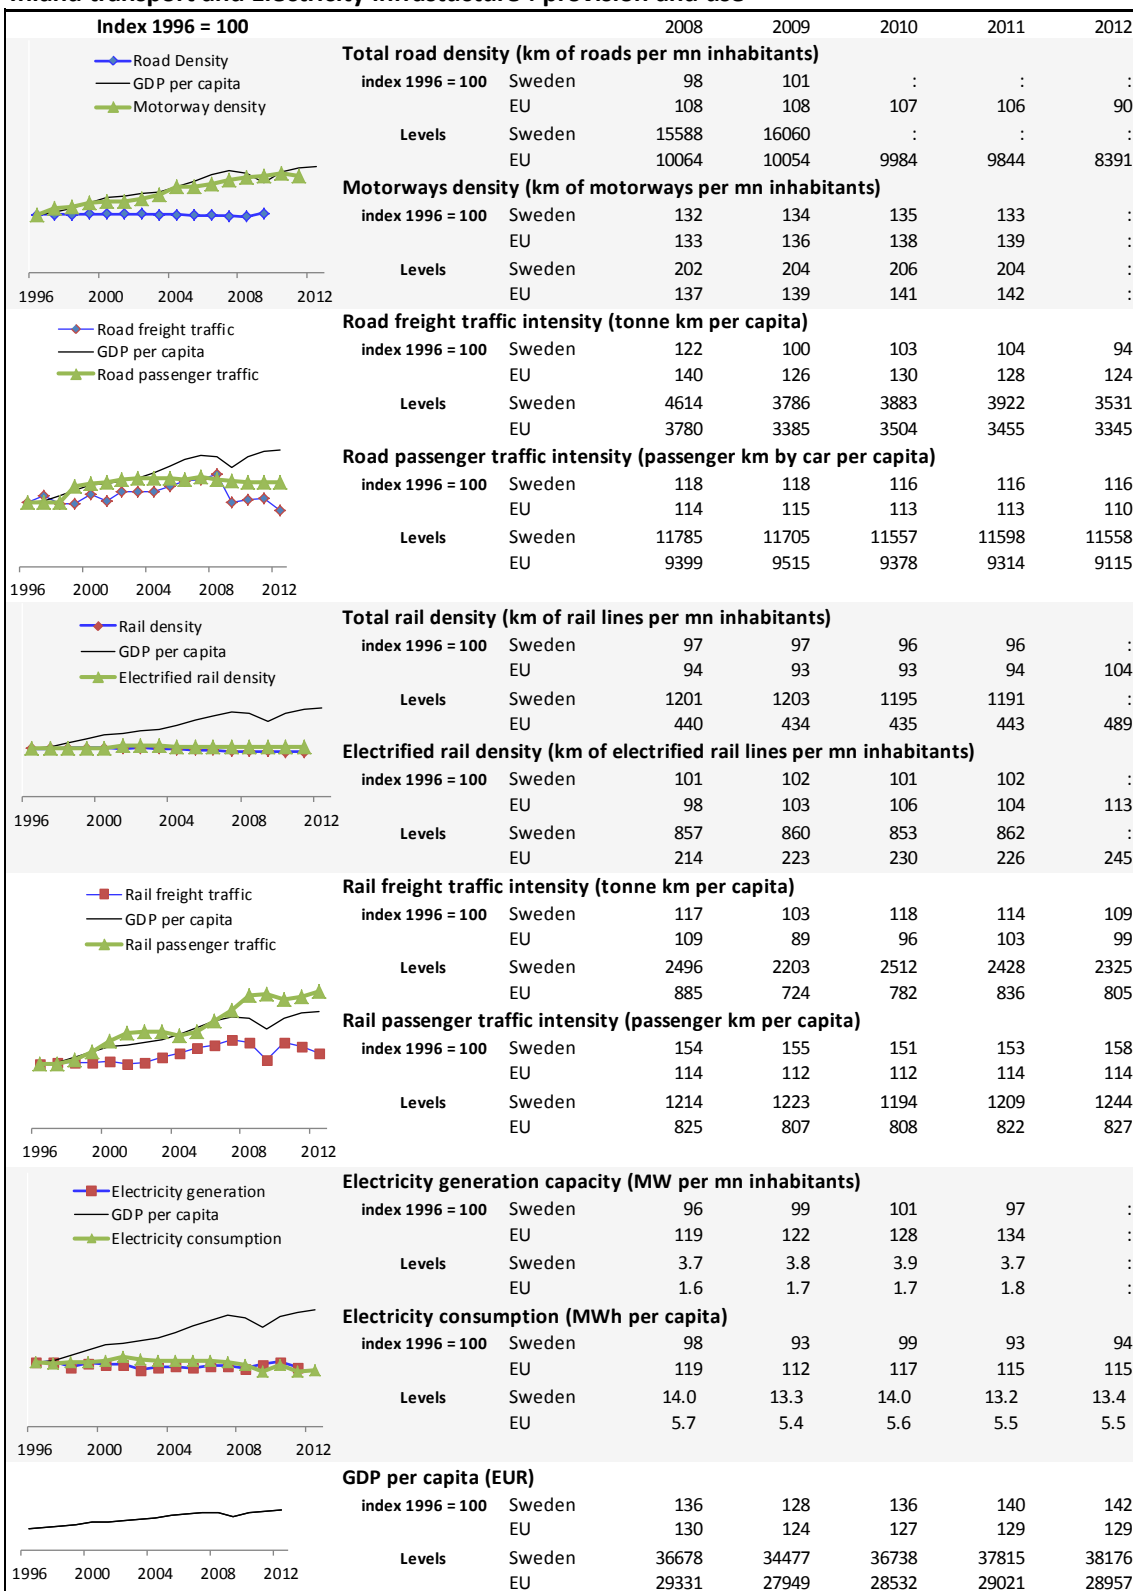 Inland transport and Electricity Infrastucture : provision and use
Index 1996 = 100 2008 2009 2010 2011 2012
Road Density
GDP per capita
Motorway density
1996 2000 2004 2008 2012
Total road density (km of roads per mn inhabitants)
index 1996 = 100 Sweden 98 101 : : :
EU 108 108 107 106 90
Levels Sweden 15588 16060 : : :
EU 10064 10054 9984 9844 8391
Motorways density (km of motorways per mn inhabitants)
index 1996 = 100 Sweden 132 134 135 133 :
EU 133 136 138 139 :
Levels Sweden 202 204 206 204 :
EU 137 139 141 142 :
Road freight traffic
GDP per capita
Road passenger traffic
1996 2000 2004 2008 2012
Road freight traffic intensity (tonne km per capita)
index 1996 = 100 Sweden 122 100 103 104 94
EU 140 126 130 128 124
Levels Sweden 4614 3786 3883 3922 3531
EU 3780 3385 3504 3455 3345
Road passenger traffic intensity (passenger km by car per capita)
index 1996 = 100 Sweden 118 118 116 116 116
EU 114 115 113 113 110
Levels Sweden 11785 11705 11557 11598 11558
EU 9399 9515 9378 9314 9115
Rail density
GDP per capita
Electrified rail density
1996 2000 2004 2008 2012
Total rail density (km of rail lines per mn inhabitants)
index 1996 = 100 Sweden 97 97 96 96 :
EU 94 93 93 94 104
Levels Sweden 1201 1203 1195 1191 :
EU 440 434 435 443 489
Electrified rail density (km of electrified rail lines per mn inhabitants)
index 1996 = 100 Sweden 101 102 101 102 :
EU 98 103 106 104 113
Levels Sweden 857 860 853 862 :
EU 214 223 230 226 245
Rail freight traffic
GDP per capita
Rail passenger traffic
1996 2000 2004 2008 2012
Rail freight traffic intensity (tonne km per capita)
index 1996 = 100 Sweden 117 103 118 114 109
EU 109 89 96 103 99
Levels Sweden 2496 2203 2512 2428 2325
EU 885 724 782 836 805
Rail passenger traffic intensity (passenger km per capita)
index 1996 = 100 Sweden 154 155 151 153 158
EU 114 112 112 114 114
Levels Sweden 1214 1223 1194 1209 1244
EU 825 807 808 822 827
Electricity generation
GDP per capita
Electricity consumption
1996 2000 2004 2008 2012
Electricity generation capacity (MW per mn inhabitants)
index 1996 = 100 Sweden 96 99 101 97 :
EU 119 122 128 134 :
Levels Sweden 3.7 3.8 3.9 3.7 :
EU 1.6 1.7 1.7 1.8 :
Electricity consumption (MWh per capita)
index 1996 = 100 Sweden 98 93 99 93 94
EU 119 112 117 115 115
Levels Sweden 14.0 13.3 14.0 13.2 13.4
EU 5.7 5.4 5.6 5.5 5.5
1996 2000 2004 2008 2012
GDP per capita (EUR)
index 1996 = 100 Sweden 136 128 136 140 142
EU 130 124 127 129 129
Levels Sweden 36678 34477 36738 37815 38176
EU 29331 27949 28532 29021 28957